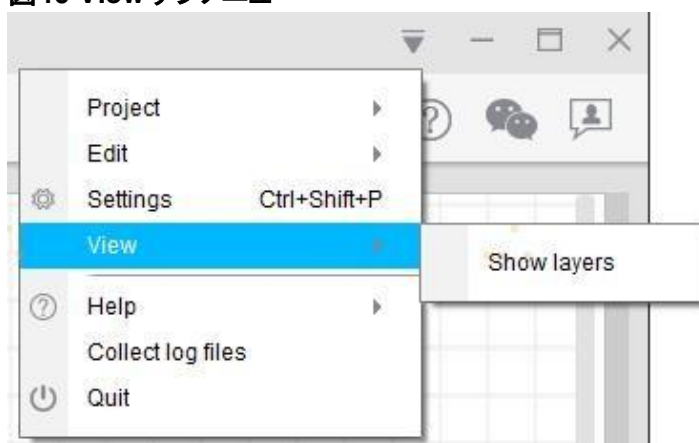 Project
Edit
Settings Ctrl+Shift+P
View
Show layers
Help
Collect log files
Quit